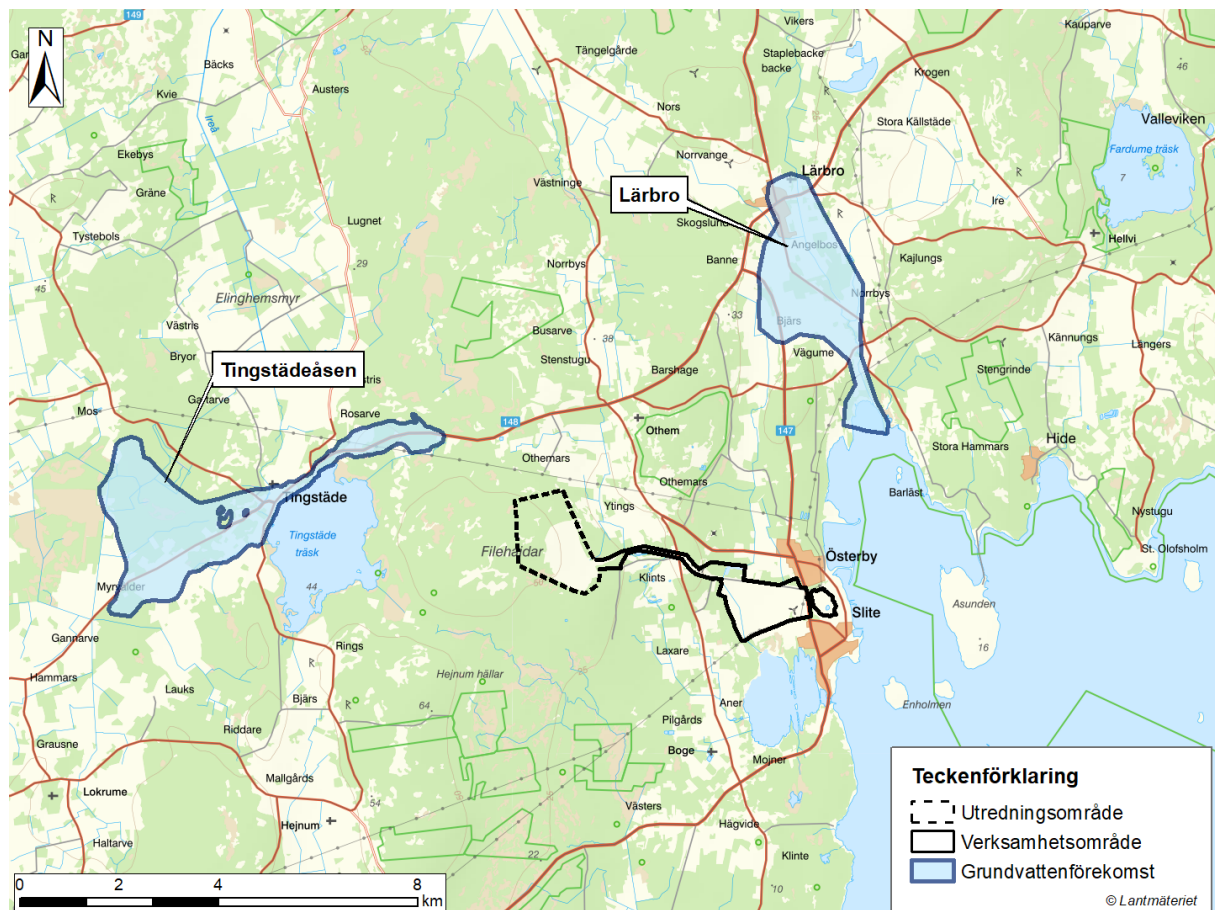 149
Vikers
Kauparve
N
Tängelgårde
Staplebacke
backe
Bäcks
46
Krogen
Kvie
Austers
Nors
Stora Källstäde
Valleviken
Ireå
Fardume träsk
7
Ekebys
Norrvange
Lärbro
Västninge
Gräne
Lärbro
Ire
Lugnet
Skogslund
Tystebols
Angelbos
Hellvi
Banne
Kajlungs
29
Norrbys
45
Elinghemsmyr
Norrbys
33
Bjärs
Västris
Busarve
Kännungs
38
Längers
Bryor
Stenstugu
Vägume
Barshage
Stengrinde
Tingstädeåsen
Mos
Rosarve
148
Othem
147
Stora Hammars
Hide
Othemars
Othemars
Barläst
Tingstäde
Ytings
Nystugu
Tingstäde
träsk
Filehajdar
St. Olofsholm
Österby
44
Klints
Asunden
Slite
16
Gannarve
Rings
Laxare
Hammars
Hejnum hällar
Lauks
Bjärs
64
Aner
Enholmen
Riddare
Pilgårds
Grausne
Boge
Mojner
Mallgårds
Lokrume
54
Västers
Hejnum
Hägvide
Haltarve
22
Klinte
10
Teckenförklaring
Utredningsområde
Verksamhetsområde
Grundvattenförekomst
© Lantmäteriet
0 2 4 8
km